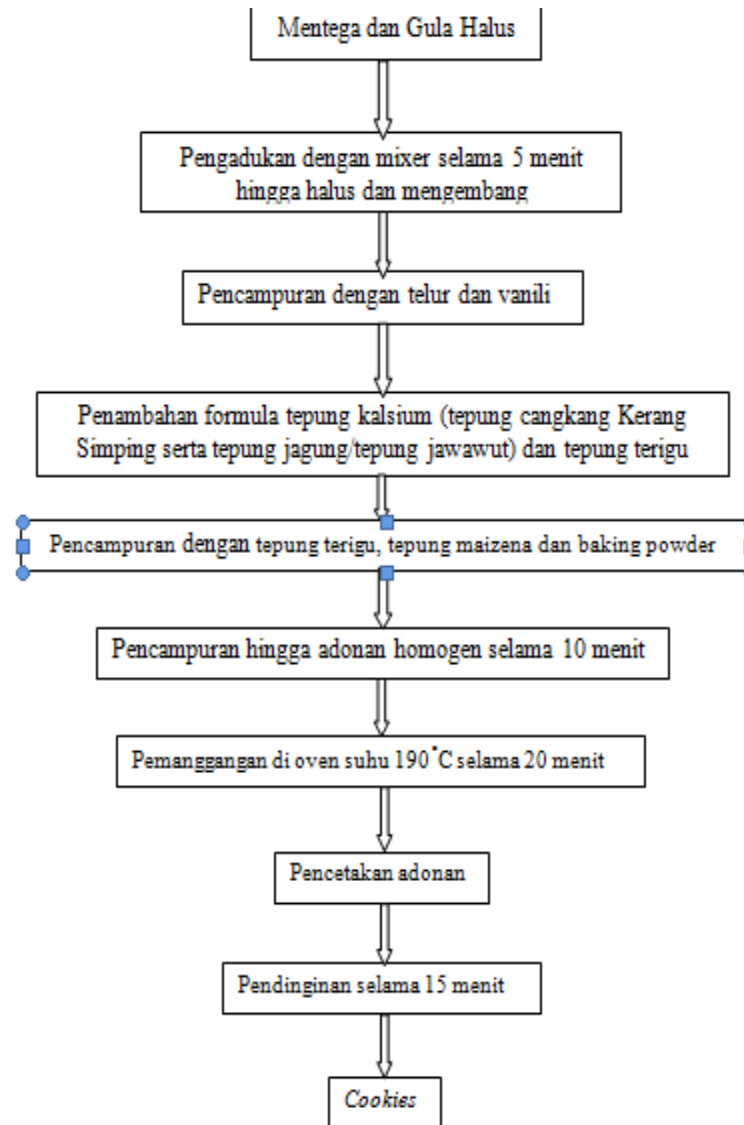 Mentega dan Gula Halus
Pengadukan dengan mixer selama 5 menit
hingga halus dan mengembang
Pencampuran dengan telur dan vanili
Penambahan formula tepung kalsium (tepung cangkang Kerang
Simping serta tepung jagung/tepung jawawut) dan tepung terigu
Pencampuran dengan tepung terigu, tepung maizena dan baking powder
Pencampuran hingga adonan homogen selama 10 menit
Pemanggangan di oven suhu 190°C selama 20 menit
Pencetakan adonan
Pendinginan selama 15 menit
Cookies